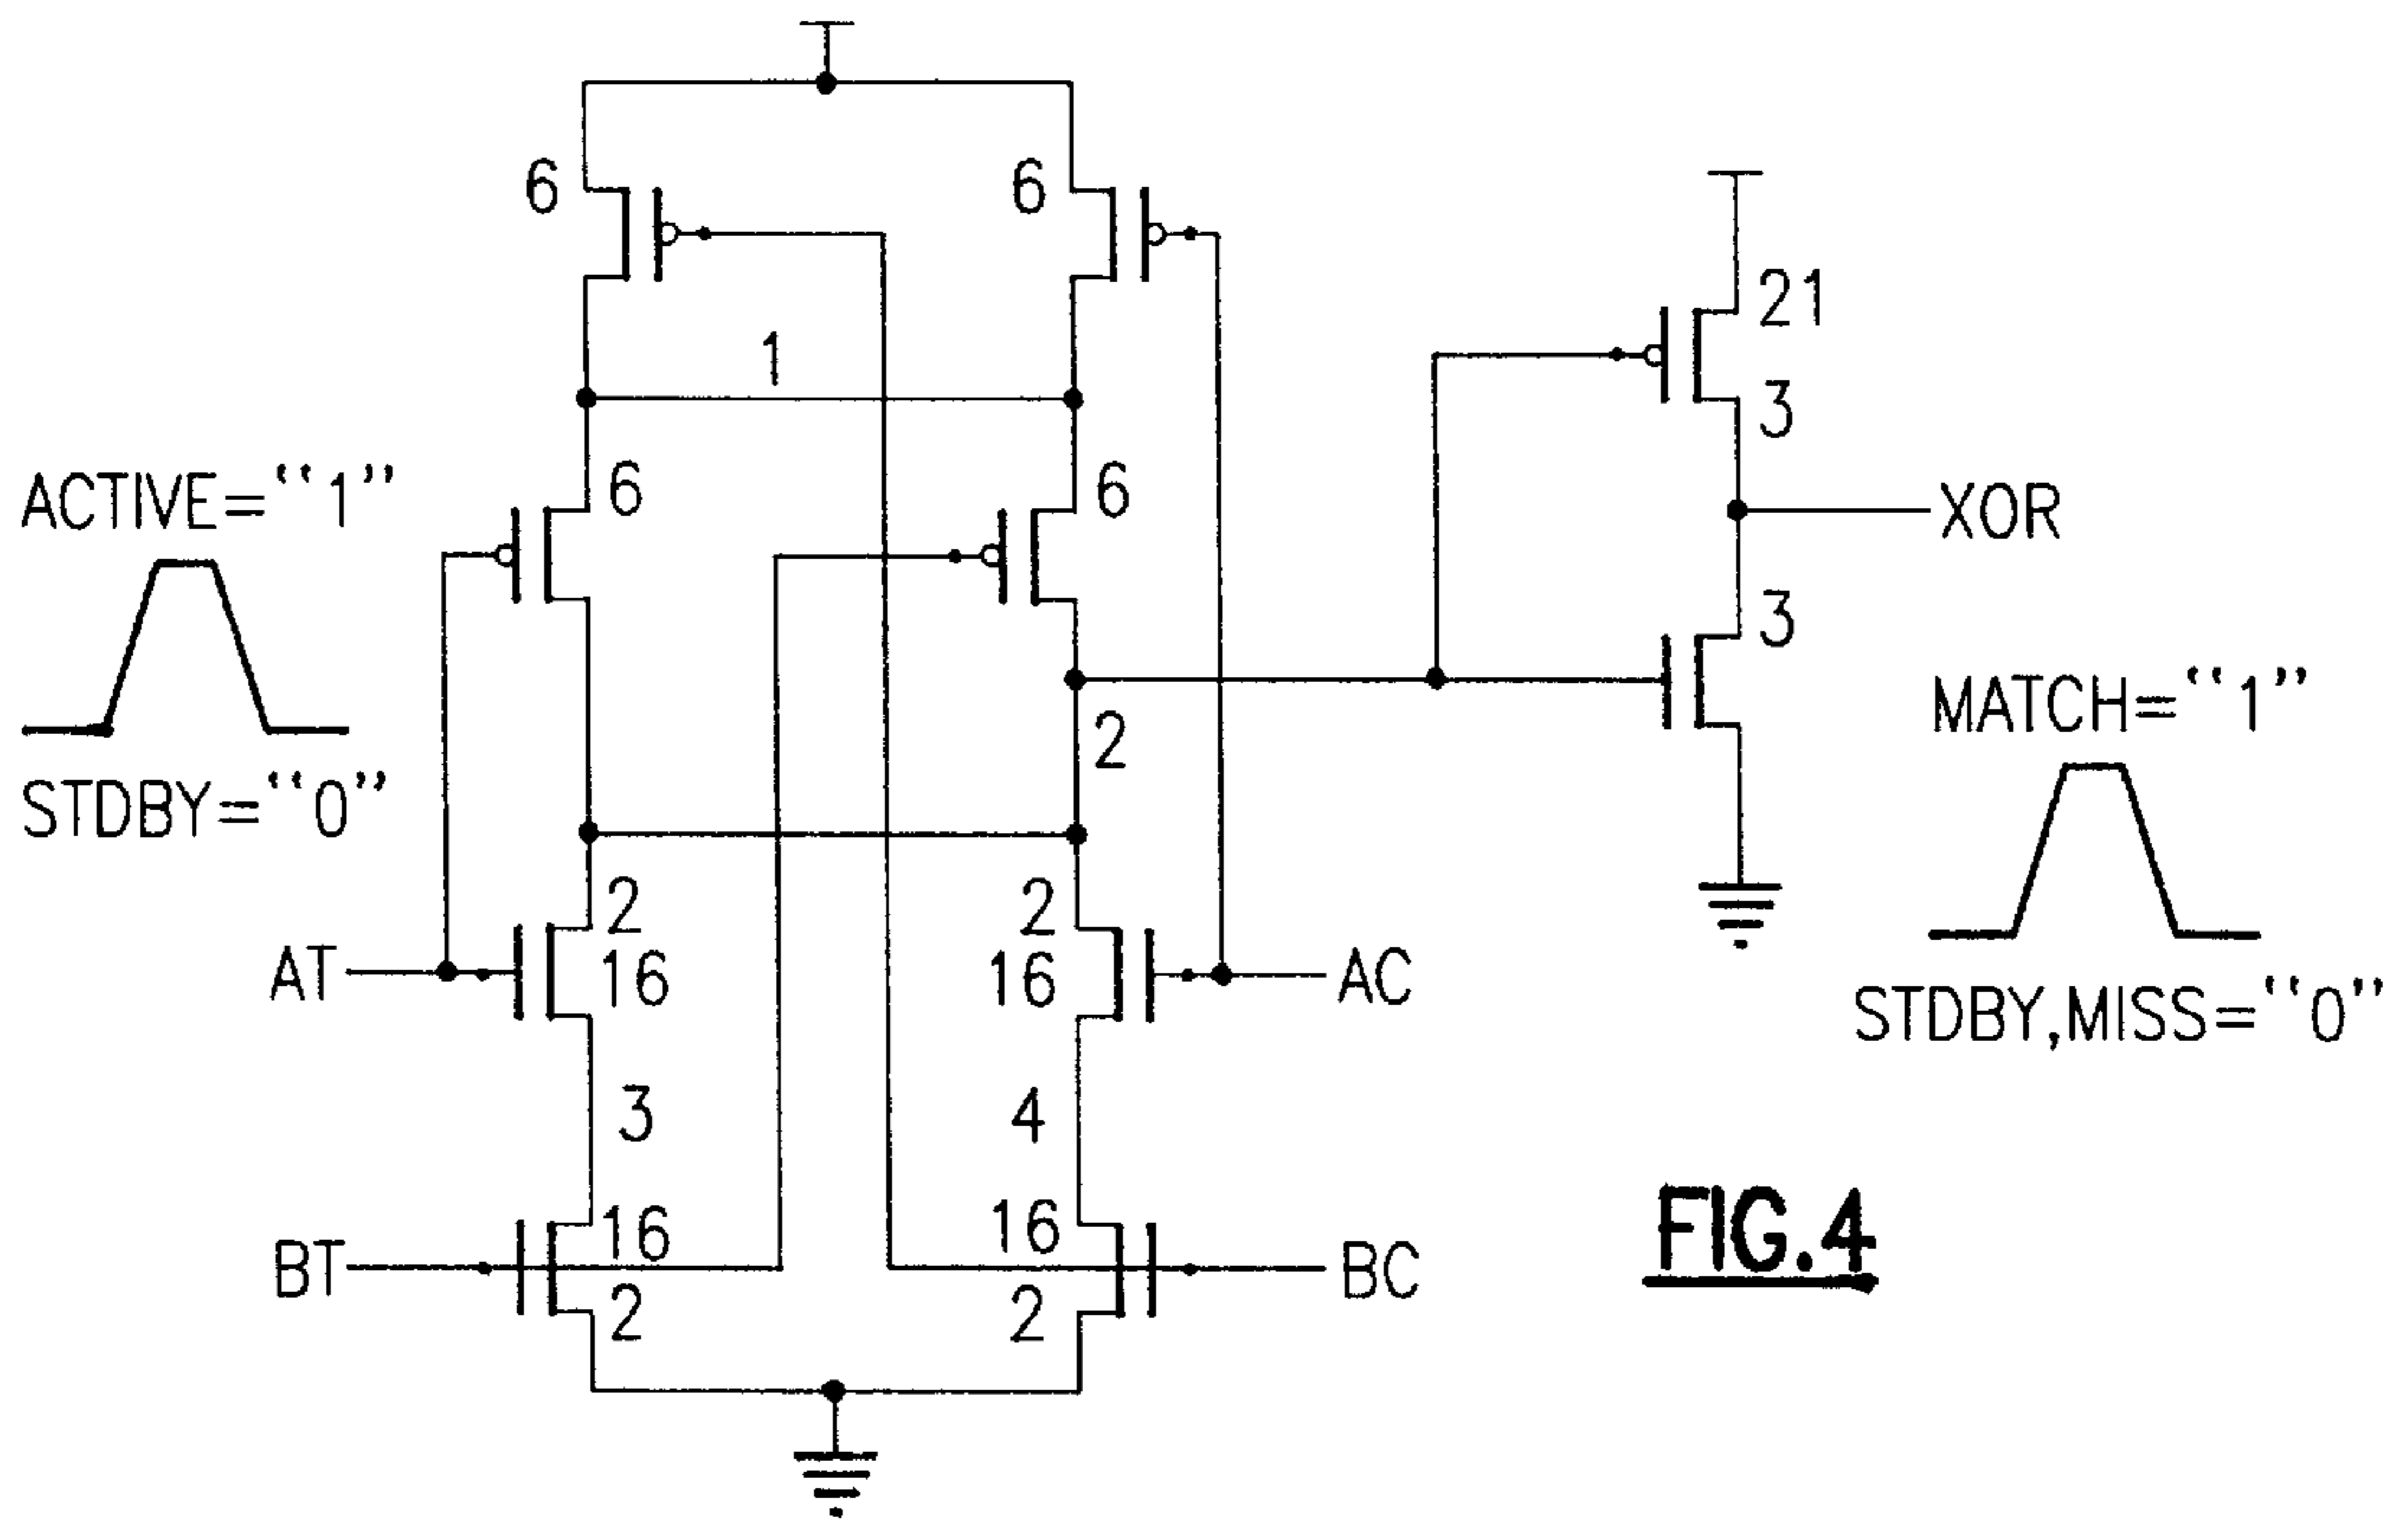 6
6
1
21
3
ACTIVE=“1”
6
6
XOR
3
2
MATCH=“1”
STDBY=“0”
2
2
AT
16
16
AC
STDBY,MISS=“0”
3
4
16
16
BT
BC
2
2
FIG.4